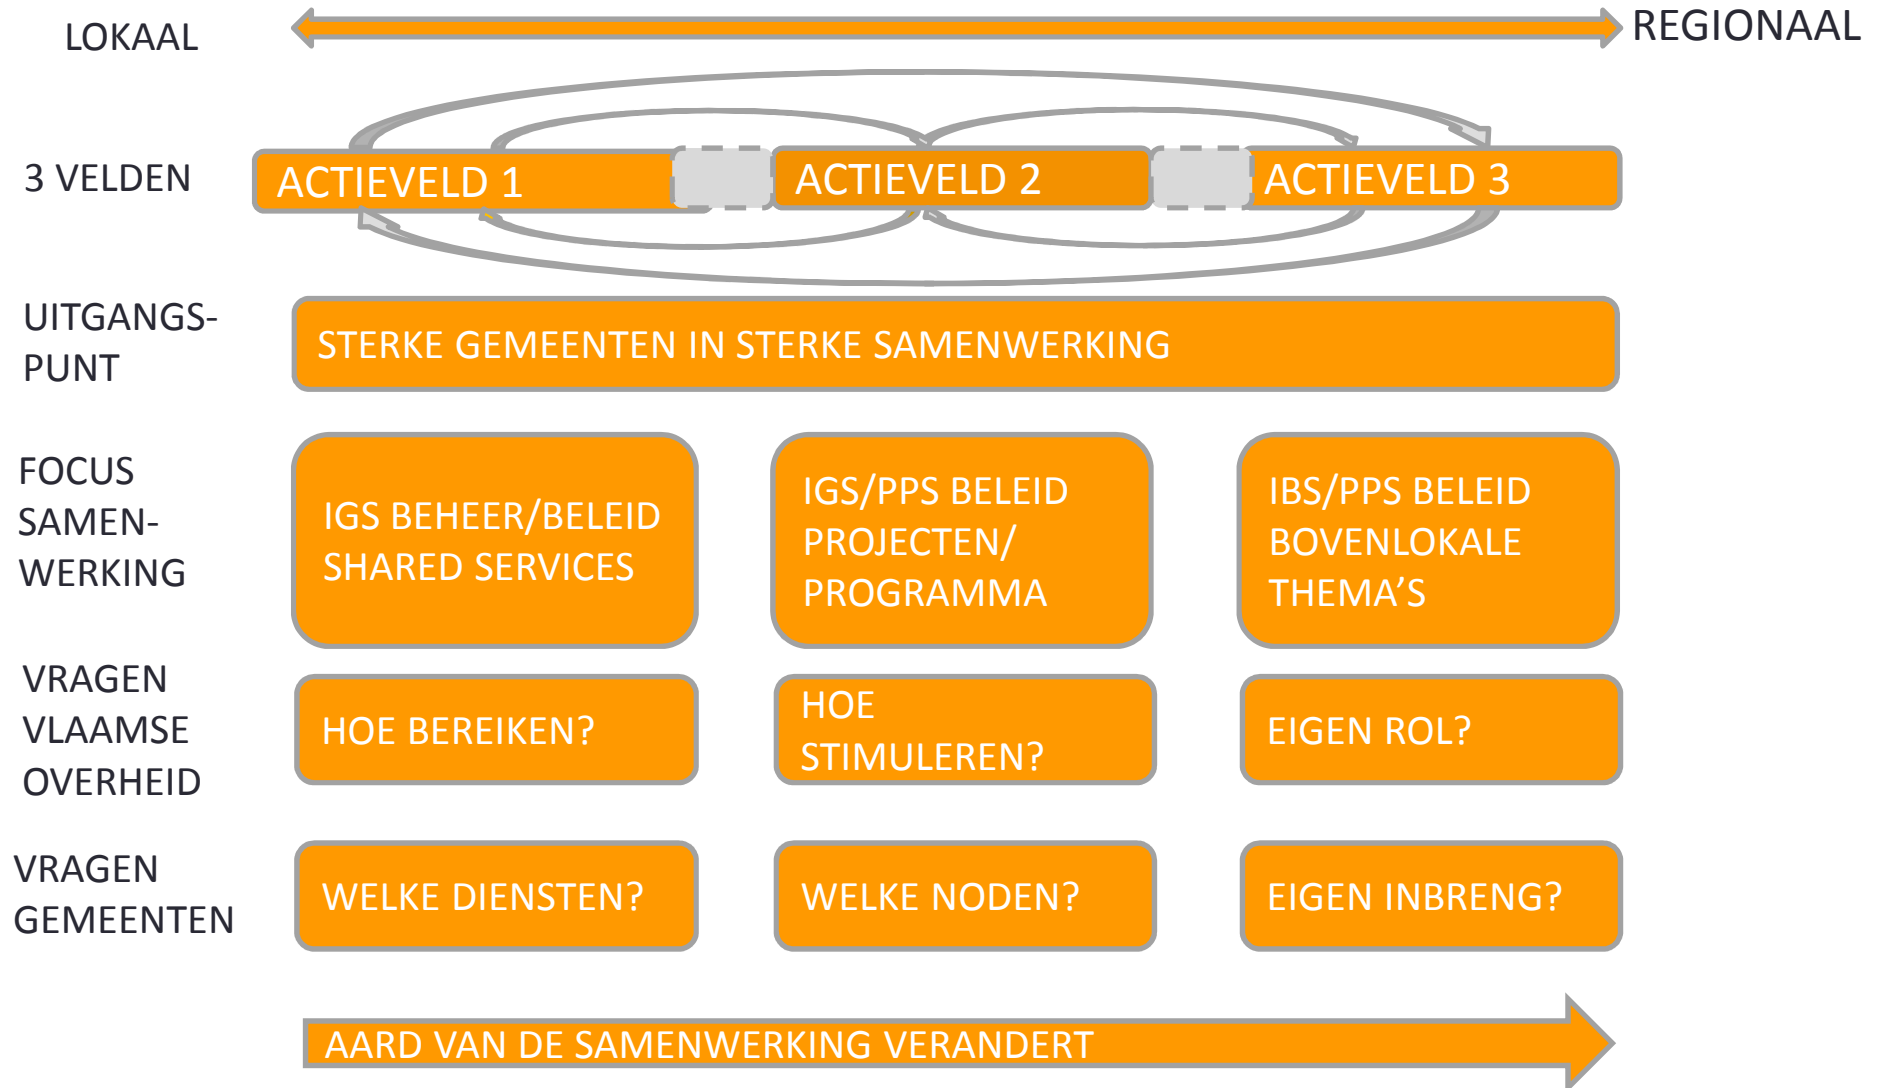 LOKAAL
REGIONAAL
3 VELDEN
ACTIEVELD 1
ACTIEVELD 2
ACTIEVELD 3
UITGANGS-
PUNT
STERKE GEMEENTEN IN STERKE SAMENWERKING
FOCUS
SAMEN-
WERKING
IGS BEHEER/BELEID
SHARED SERVICES
IGS/PPS BELEID
PROJECTEN/
PROGRAMMA
IBS/PPS BELEID
BOVENLOKALE
THEMA’S
VRAGEN
VLAAMSE
OVERHEID
HOE BEREIKEN?
HOE
STIMULEREN?
EIGEN ROL?
VRAGEN
GEMEENTEN
WELKE DIENSTEN?
WELKE NODEN?
EIGEN INBRENG?
AARD VAN DE SAMENWERKING VERANDERT